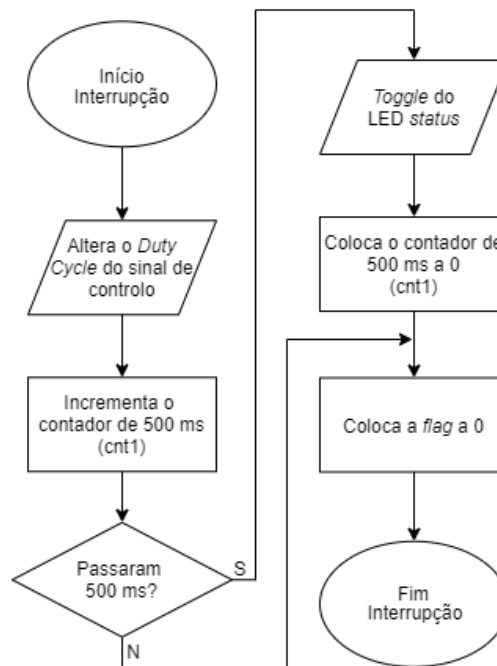 Início
Interrupção
Altera o Duty
Cycle do sinal de
controlo
Incrementa o
contador de 500 ms
(cnt1)
Passaram
500 ms?
S
N
Toggle do
LED status
Coloca o contador de
500 ms a 0
(cnt1)
Coloca a flag a 0
Fim
Interrupção